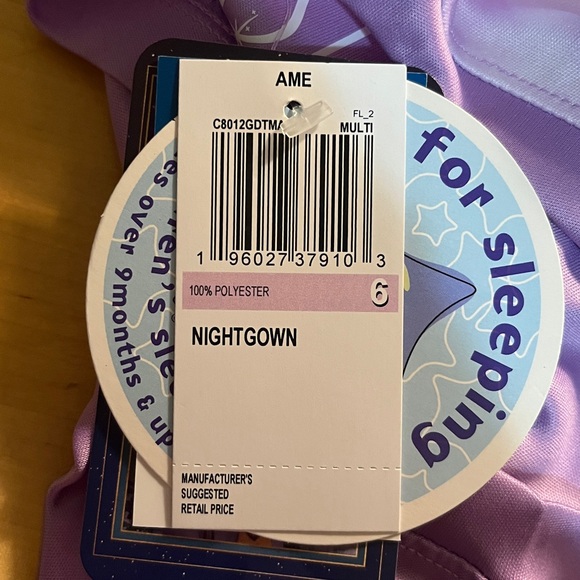 AME
FL_2
C8012GDTMA MULTI
1 96027 37910 3
100% POLYESTER 6
NIGHTGOWN
MANUFACTURER'S
SUGGESTED
RETAIL PRICE
for sleeping
over 9months & up